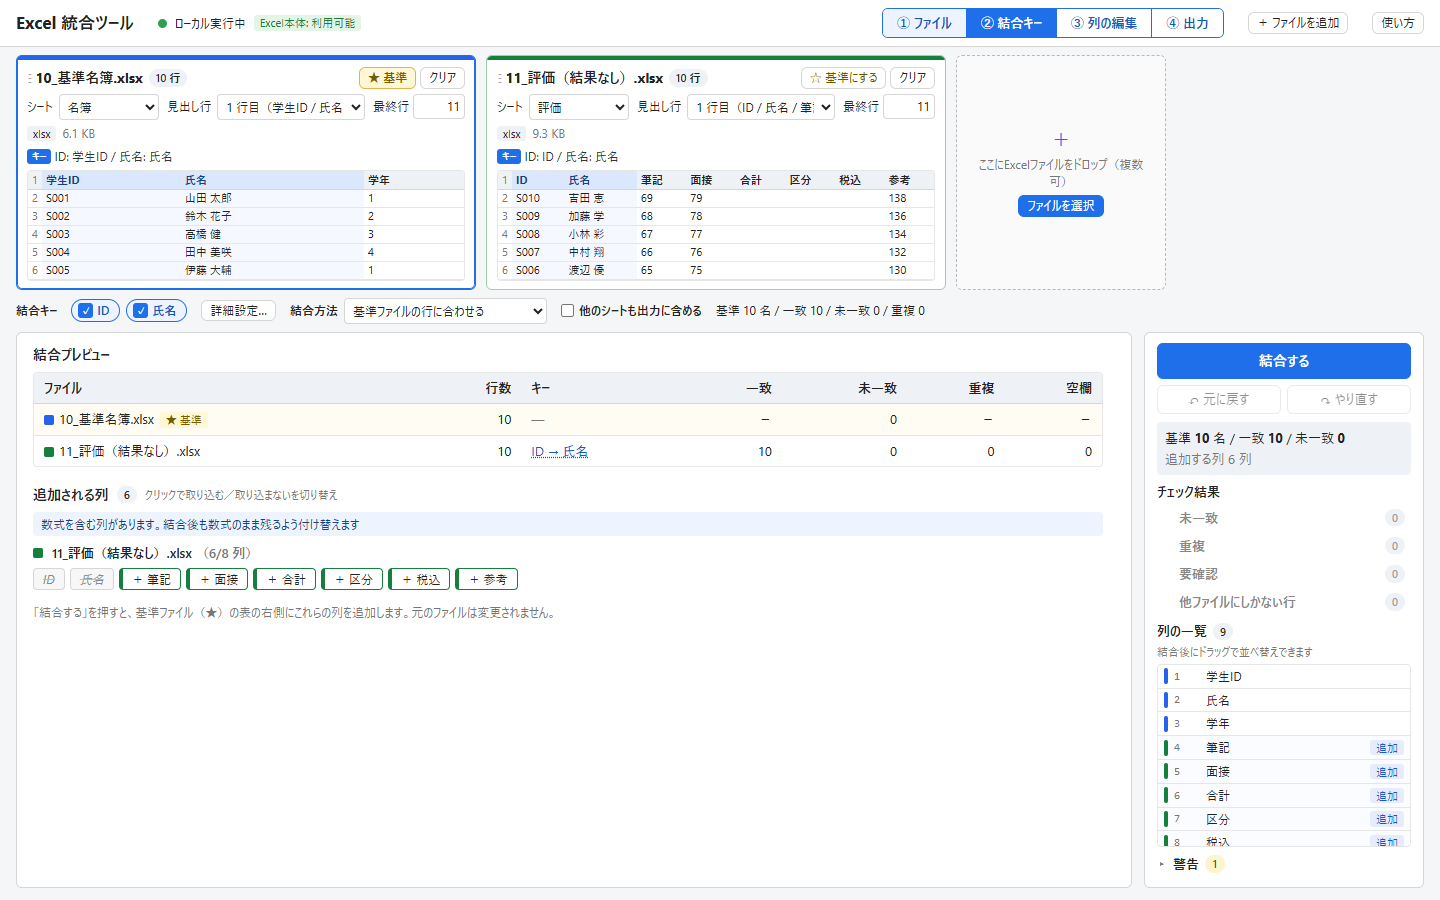 Excel 統合ツール ローカル実行中 Excel本体: 利用可能 ① ファイル ② 結合キー ③ 列の編集 ④ 出力 ＋ ファイルを追加 使い方
10_基準名簿.xlsx 10 行 ★ 基準 クリア
シート 名簿 見出し行 1 行目（学生ID / 氏名 最終行 11
xlsx 6.1 KB
キー ID: 学生ID / 氏名: 氏名
1 学生ID 氏名 学年
2 S001 山田 太郎 1
3 S002 鈴木 花子 2
4 S003 高橋 健 3
5 S004 田中 美咲 4
6 S005 伊藤 大輔 1
11_評価（結果なし）.xlsx 10 行 ☆ 基準にする クリア
シート 評価 見出し行 1 行目（ID / 氏名 / 筆 最終行 11
xlsx 9.3 KB
キー ID: ID / 氏名: 氏名
1 ID 氏名 筆記 面接 合計 区分 税込 参考
2 S010 吉田 恵 69 79 138
3 S009 加藤 学 68 78 136
4 S008 小林 彩 67 77 134
5 S007 中村 翔 66 76 132
6 S006 渡辺 優 65 75 130
＋
ここにExcelファイルをドロップ（複数
可）
ファイルを選択
結合キー ID 氏名 詳細設定... 結合方法 基準ファイルの行に合わせる 他のシートも出力に含める 基準 10 名 / 一致 10 / 未一致 0 / 重複 0
結合プレビュー
ファイル 行数 キー 一致 未一致 重複 空欄
10_基準名簿.xlsx ★ 基準 10 — – 0 – –
11_評価（結果なし）.xlsx 10 ID → 氏名 10 0 0 0
追加される列 6 クリックで取り込む／取り込まないを切り替え
数式を含む列があります。結合後も数式のまま残るよう付け替えます
11_評価（結果なし）.xlsx （6/8 列）
ID 氏名 ＋ 筆記 ＋ 面接 ＋ 合計 ＋ 区分 ＋ 税込 ＋ 参考
「結合する」を押すと、基準ファイル（★）の表の右側にこれらの列を追加します。元のファイルは変更されません。
結合する
↶ 元に戻す ↷ やり直す
基準 10 名 / 一致 10 / 未一致 0
追加する列 6 列
チェック結果
未一致 0
重複 0
要確認 0
他ファイルにしかない行 0
列の一覧 9
結合後にドラッグで並べ替えできます
1 学生ID
2 氏名
3 学年
4 筆記 追加
5 面接 追加
6 合計 追加
7 区分 追加
8 税込 追加
▸ 警告 1